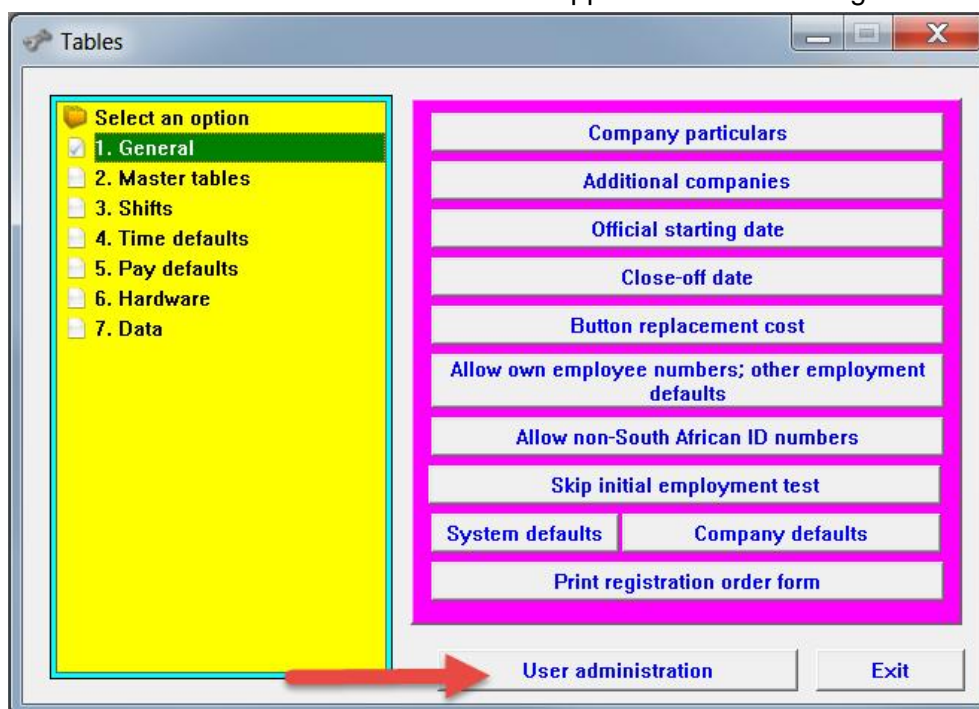 Tables
Select an option
1. General
2. Master tables
3. Shifts
4. Time defaults
5. Pay defaults
6. Hardware
7. Data
Company particulars
Additional companies
Official starting date
Close-off date
Button replacement cost
Allow own employee numbers; other employment
defaults
Allow non-South African ID numbers
Skip initial employment test
System defaults
Company defaults
Print registration order form
User administration
Exit